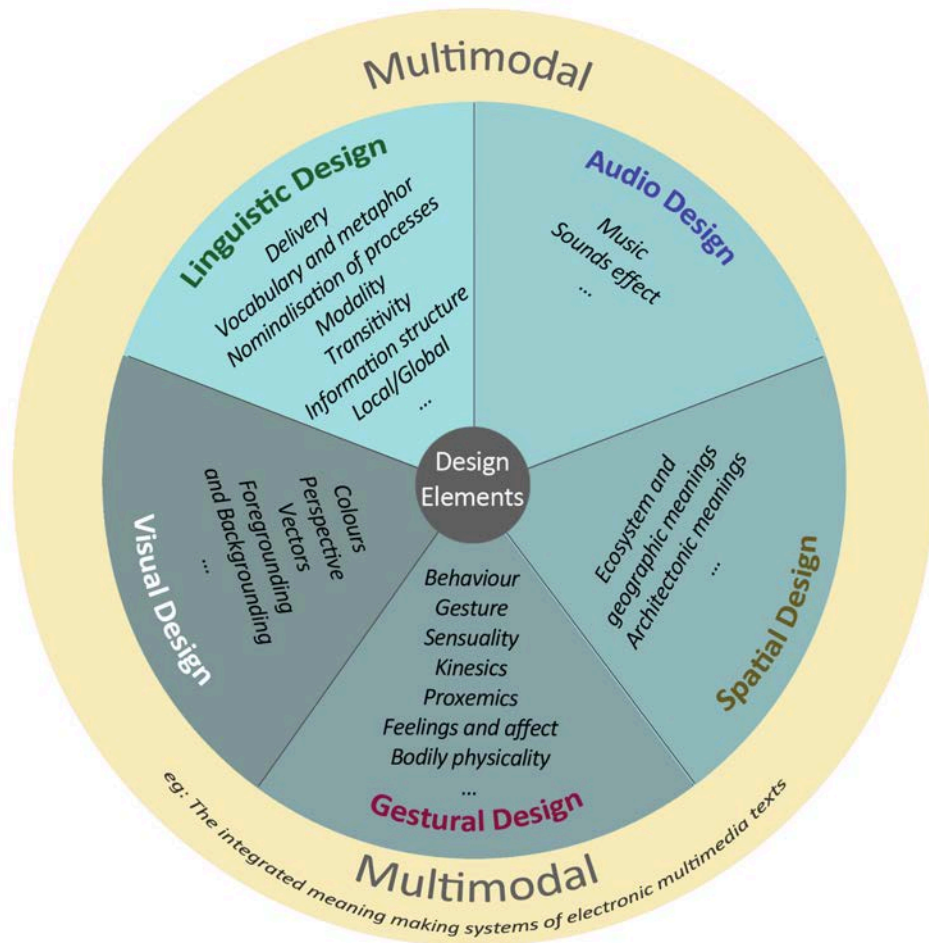 Multimodal
Linguistic Design
Delivery
Vocabulary and metaphor
Nominalisation of processes
Modality
Transitivity
Information structure
Local/Global
...
Audio Design
Music
Sounds effect
...
Design
Elements
Visual Design
Colours
Perspective
Vectors
Foregrounding
and Backgrounding
...
Ecosystem and
geographic meanings
Architectonic meanings
...
Spatial Design
Behaviour
Gesture
Sensuality
Kinesics
Proxemics
Feelings and affect
Bodily physicality
...
Gestural Design
Multimodal
eg: The integrated meaning making systems of electronic multimedia texts